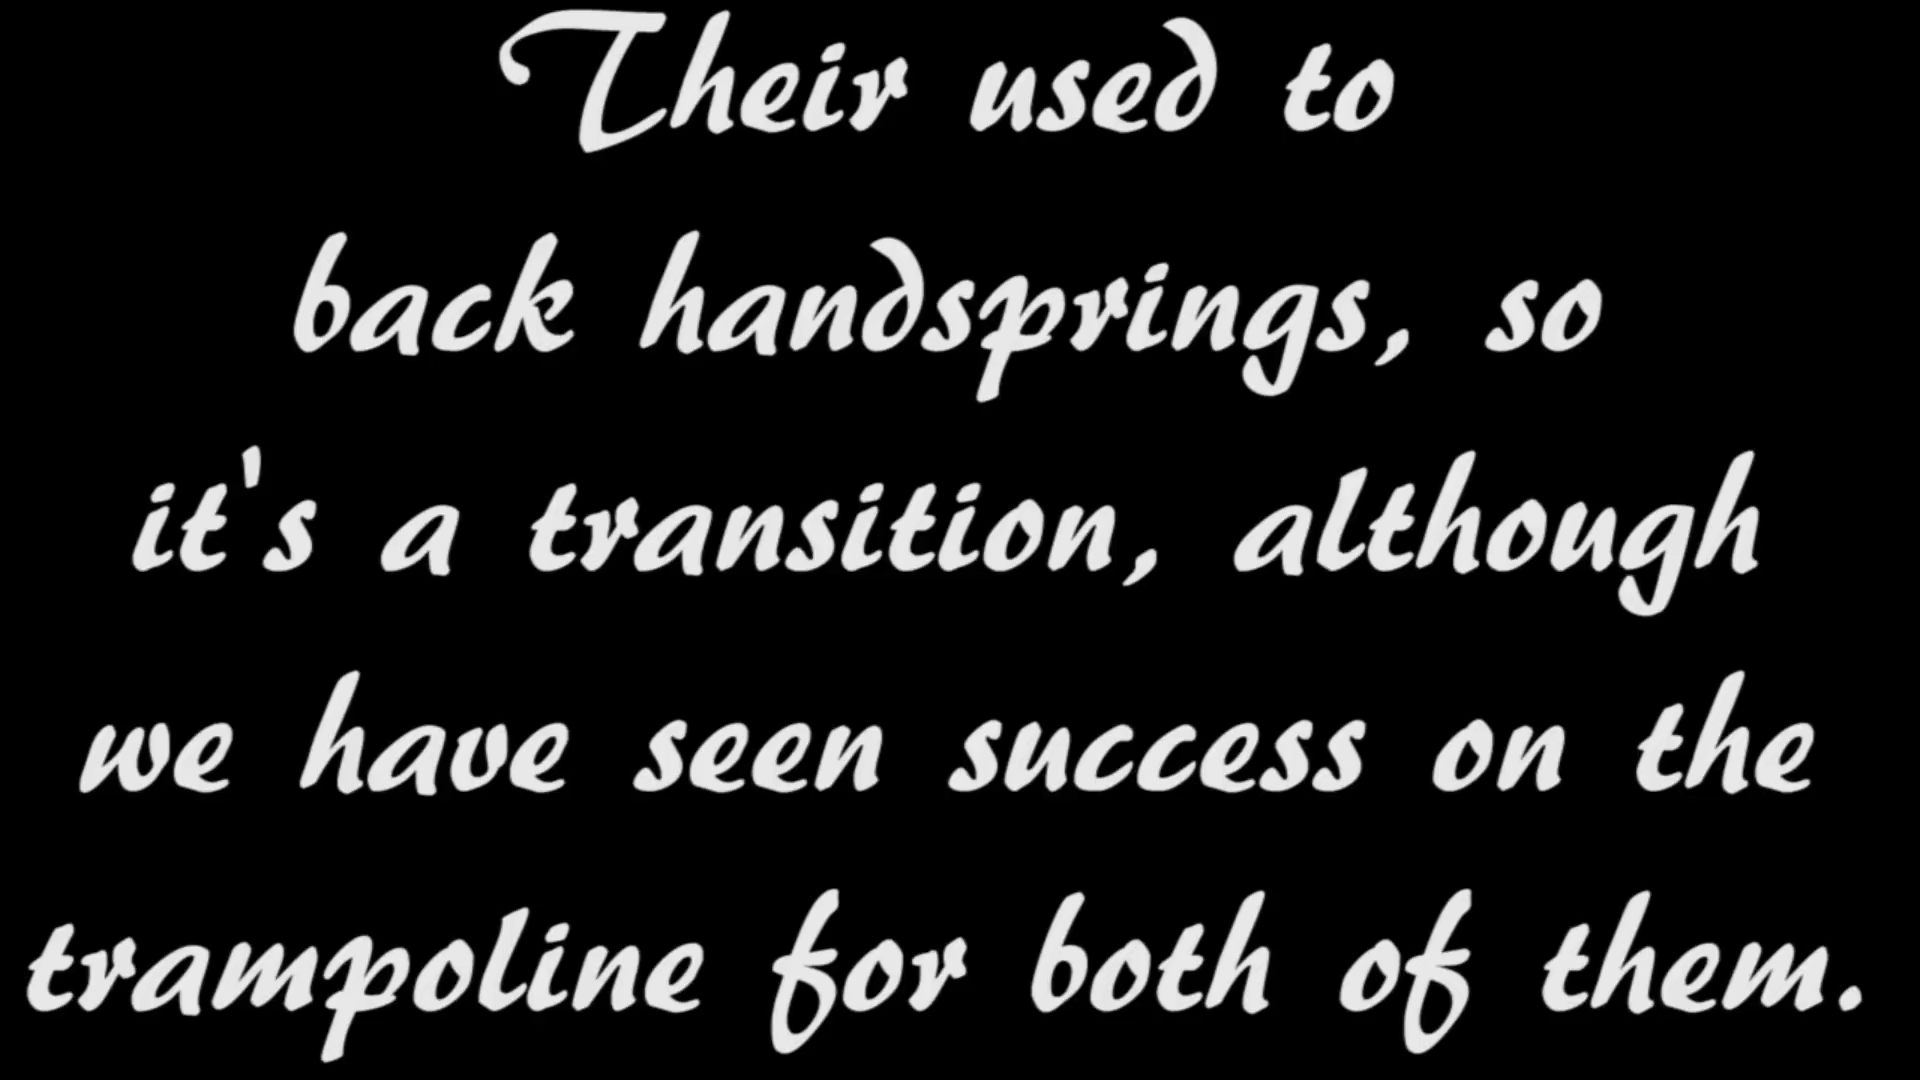 Their used to
back handsprings, so
it's a transition, although
we have seen success on the
trampoline for both of them.